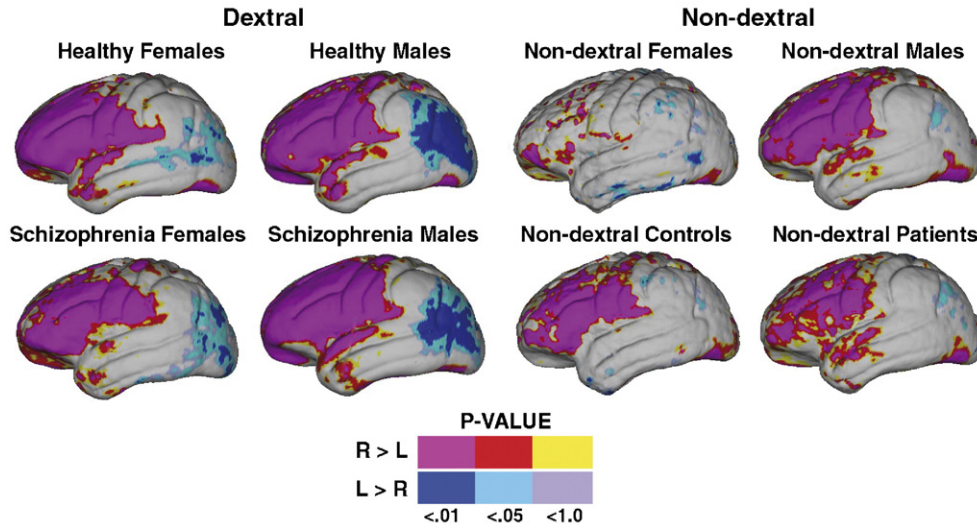 Dextral
Non-dextral
Healthy Females
Healthy Males
Non-dextral Females
Non-dextral Males
Schizophrenia Females
Schizophrenia Males
Non-dextral Controls
Non-dextral Patients
P-VALUE
R > L
L > R
<.01 <.05 <1.0